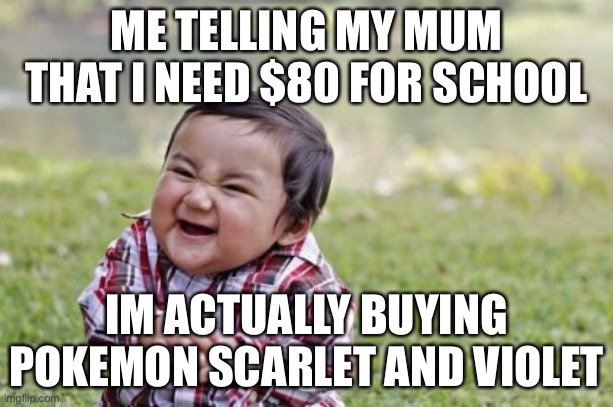 ME TELLING MY MUM
THAT I NEED $80 FOR SCHOOL
IM ACTUALLY BUYING
POKEMON SCARLET AND VIOLET
imgflip.com